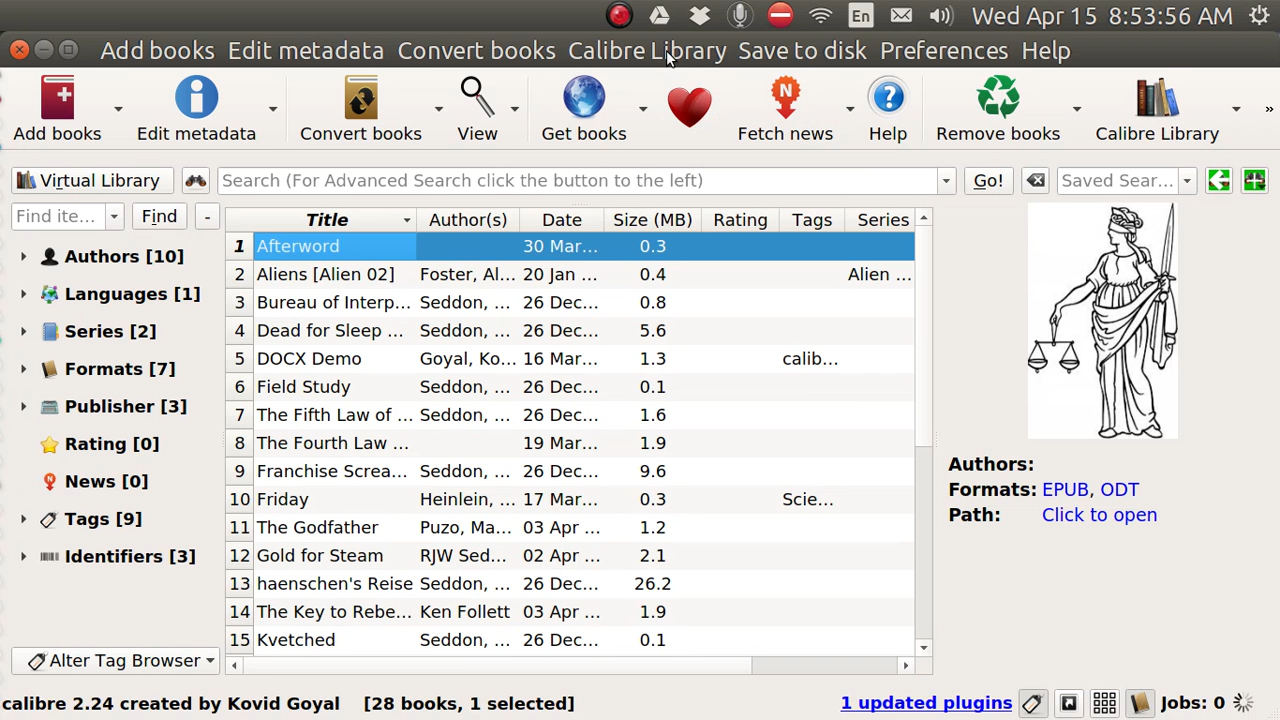 En Wed Apr 15 8:53:56 AM
Add books Edit metadata Convert books Calibre Library Save to disk Preferences Help
N
Add books Edit metadata Convert books View Get books Fetch news Help Remove books Calibre Library »
Virtual Library Search (For Advanced Search click the button to the left) Go! Saved Sear...
Find ite... Find -
Title Author(s) Date Size (MB) Rating Tags Series
Authors [10]
Languages [1]
Series [2]
Formats [7]
Publisher [3]
Rating [0]
N News [0]
Tags [9]
Identifiers [3]
Alter Tag Browser
1 Afterword 30 Mar... 0.3
2 Aliens [Alien 02] Foster, Al... 20 Jan ... 0.4 Alien ...
3 Bureau of Interp... Seddon, ... 26 Dec... 0.8
4 Dead for Sleep ... Seddon, ... 26 Dec... 5.6
5 DOCX Demo Goyal, Ko... 16 Mar... 1.3 calib...
6 Field Study Seddon, ... 26 Dec... 0.1
7 The Fifth Law of ... Seddon, ... 26 Dec... 1.6
8 The Fourth Law ... 19 Mar... 1.9
9 Franchise Screa... Seddon, ... 26 Dec... 9.6
10 Friday Heinlein, ... 17 Mar... 0.3 Scie...
11 The Godfather Puzo, Ma... 03 Apr ... 1.2
12 Gold for Steam RJW Sed... 02 Apr ... 2.1
13 haenschen's Reise Seddon, ... 26 Dec... 26.2
14 The Key to Rebe... Ken Follett 03 Apr ... 1.9
15 Kvetched Seddon, ... 26 Dec... 0.1
Authors:
Formats: EPUB, ODT
Path: Click to open
calibre 2.24 created by Kovid Goyal [28 books, 1 selected] 1 updated plugins Jobs: 0